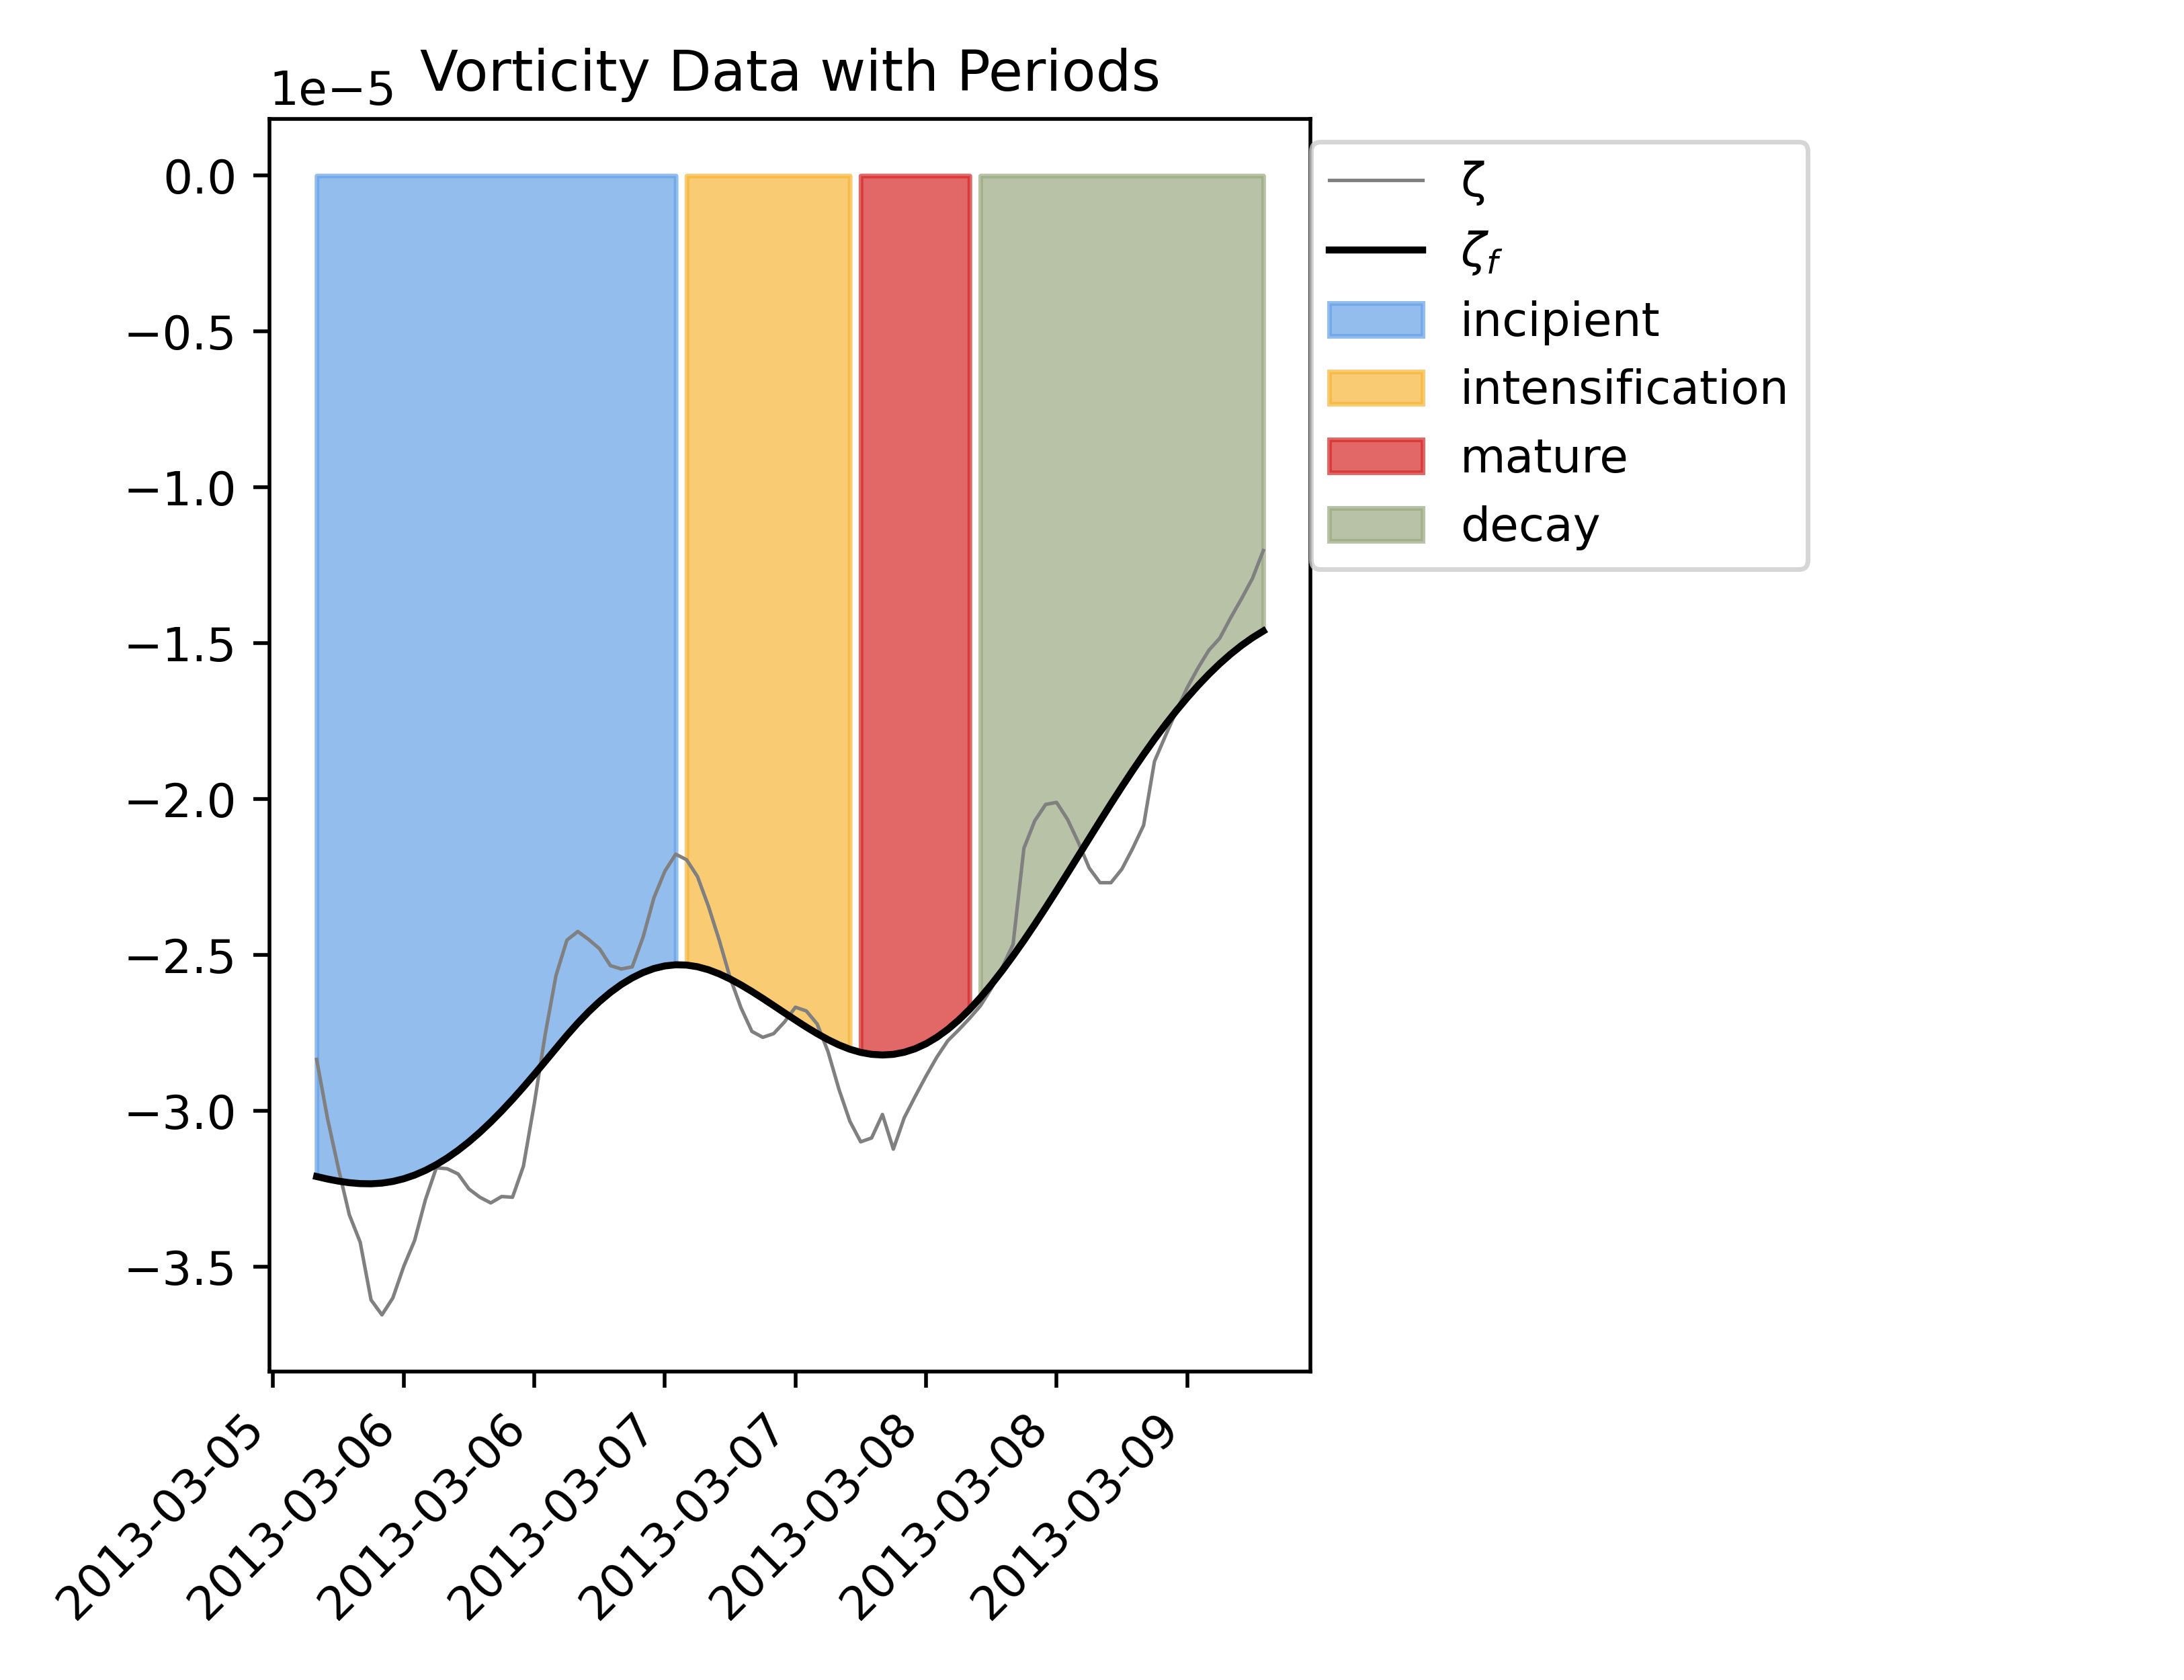 Vorticity Data with Periods
1e−5
0.0
−0.5
−1.0
−1.5
−2.0
−2.5
−3.0
−3.5
2013-03-05
2013-03-06
2013-03-06
2013-03-07
2013-03-07
2013-03-08
2013-03-08
2013-03-09
ζ
ζf
incipient
intensification
mature
decay